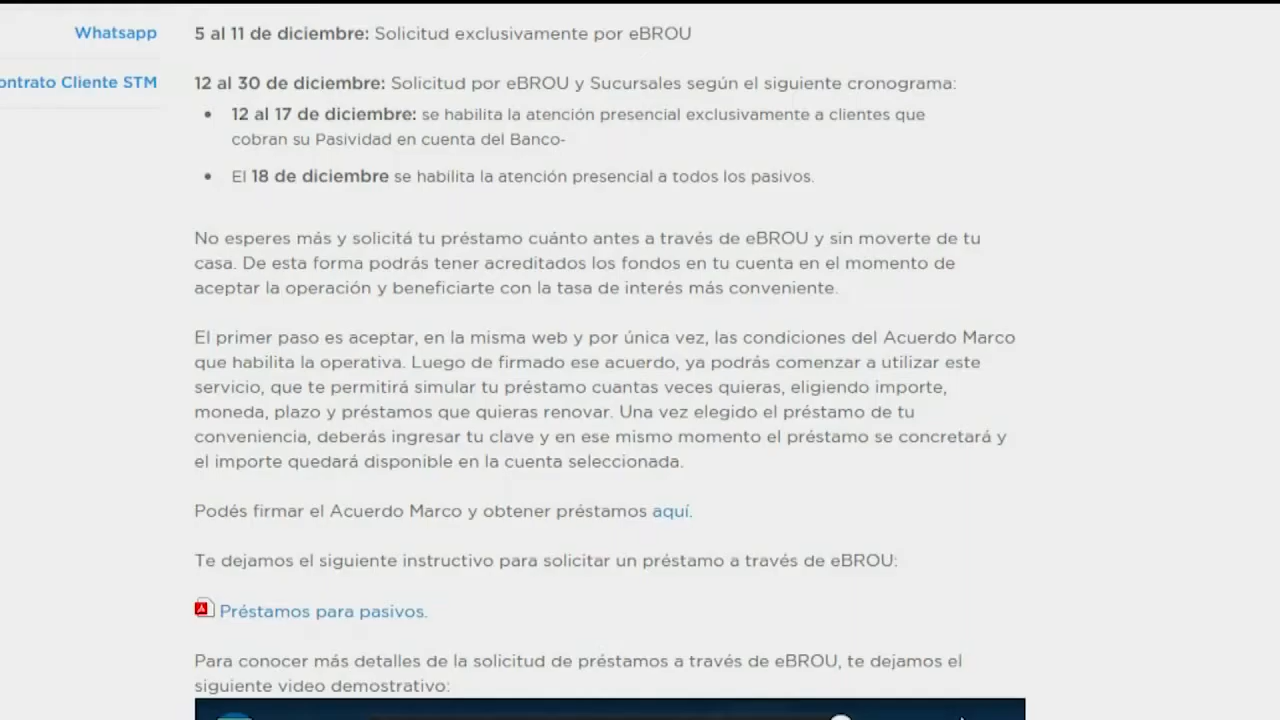 Whatsapp
ontrato Cliente STM
5 al 11 de diciembre: Solicitud exclusivamente por eBROU
12 al 30 de diciembre: Solicitud por eBROU y Sucursales según el siguiente cronograma:
• 12 al 17 de diciembre: se habilita la atención presencial exclusivamente a clientes que
cobran su Pasividad en cuenta del Banco-
• El 18 de diciembre se habilita la atención presencial a todos los pasivos.
No esperes más y solicitá tu préstamo cuánto antes a través de eBROU y sin moverte de tu
casa. De esta forma podrás tener acreditados los fondos en tu cuenta en el momento de
aceptar la operación y beneficiarte con la tasa de interés más conveniente.
El primer paso es aceptar, en la misma web y por única vez, las condiciones del Acuerdo Marco
que habilita la operativa. Luego de firmado ese acuerdo, ya podrás comenzar a utilizar este
servicio, que te permitirá simular tu préstamo cuantas veces quieras, eligiendo importe,
moneda, plazo y préstamos que quieras renovar. Una vez elegido el préstamo de tu
conveniencia, deberás ingresar tu clave y en ese mismo momento el préstamo se concretará y
el importe quedará disponible en la cuenta seleccionada.
Podés firmar el Acuerdo Marco y obtener préstamos aquí.
Te dejamos el siguiente instructivo para solicitar un préstamo a través de eBROU:
Préstamos para pasivos.
Para conocer más detalles de la solicitud de préstamos a través de eBROU, te dejamos el
siguiente video demostrativo: